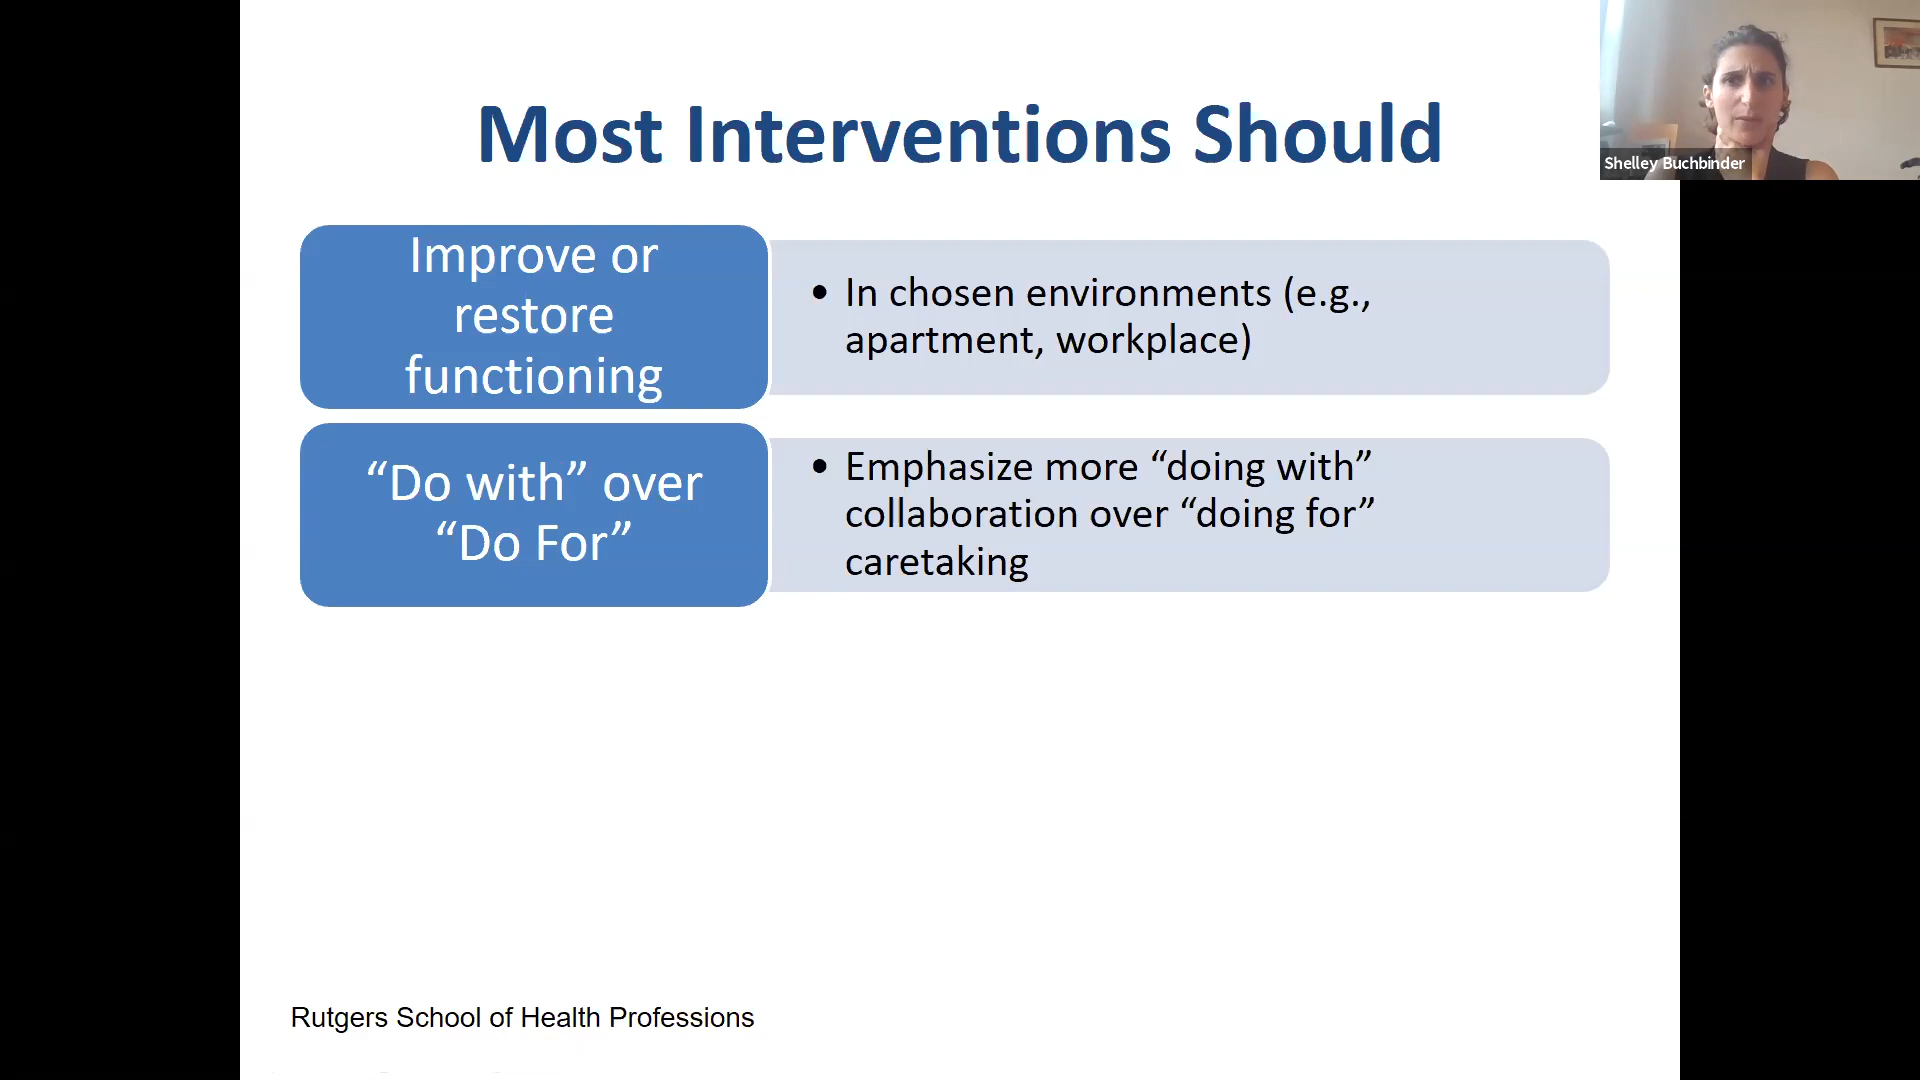 Most Interventions Should
Shelley Buchbinder
Improve or
restore
functioning
• In chosen environments (e.g.,
apartment, workplace)
“Do with” over
“Do For”
• Emphasize more “doing with”
collaboration over “doing for”
caretaking
Rutgers School of Health Professions